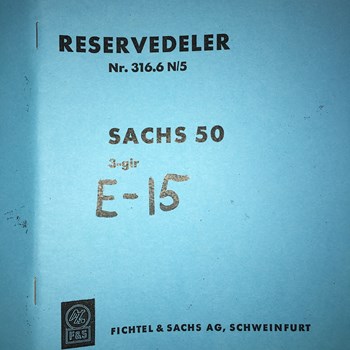 RESERVEDELER
Nr. 316.6 N/5
SACHS 50
3-gir
E-15
F&S
FICHTEL & SACHS AG, SCHWEINFURT